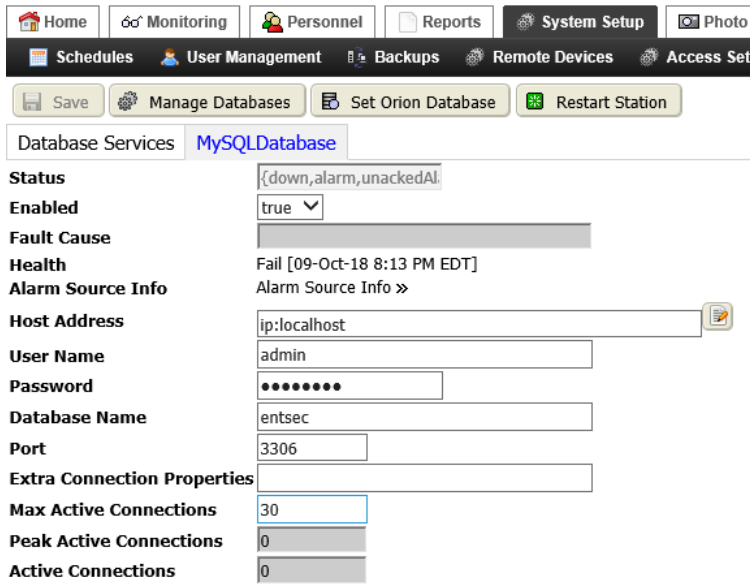 Home Monitoring Personnel Reports System Setup Photo
Schedules User Management Backups Remote Devices Access Set
Save Manage Databases Set Orion Database Restart Station
Database Services MySQLDatabase
Status {down,alarm,unackedAl
Enabled true
Fault Cause
Health Fail [09-Oct-18 8:13 PM EDT]
Alarm Source Info Alarm Source Info »
Host Address ip:localhost
User Name admin
Password ••••••••
Database Name entsec
Port 3306
Extra Connection Properties
Max Active Connections 30
Peak Active Connections 0
Active Connections 0